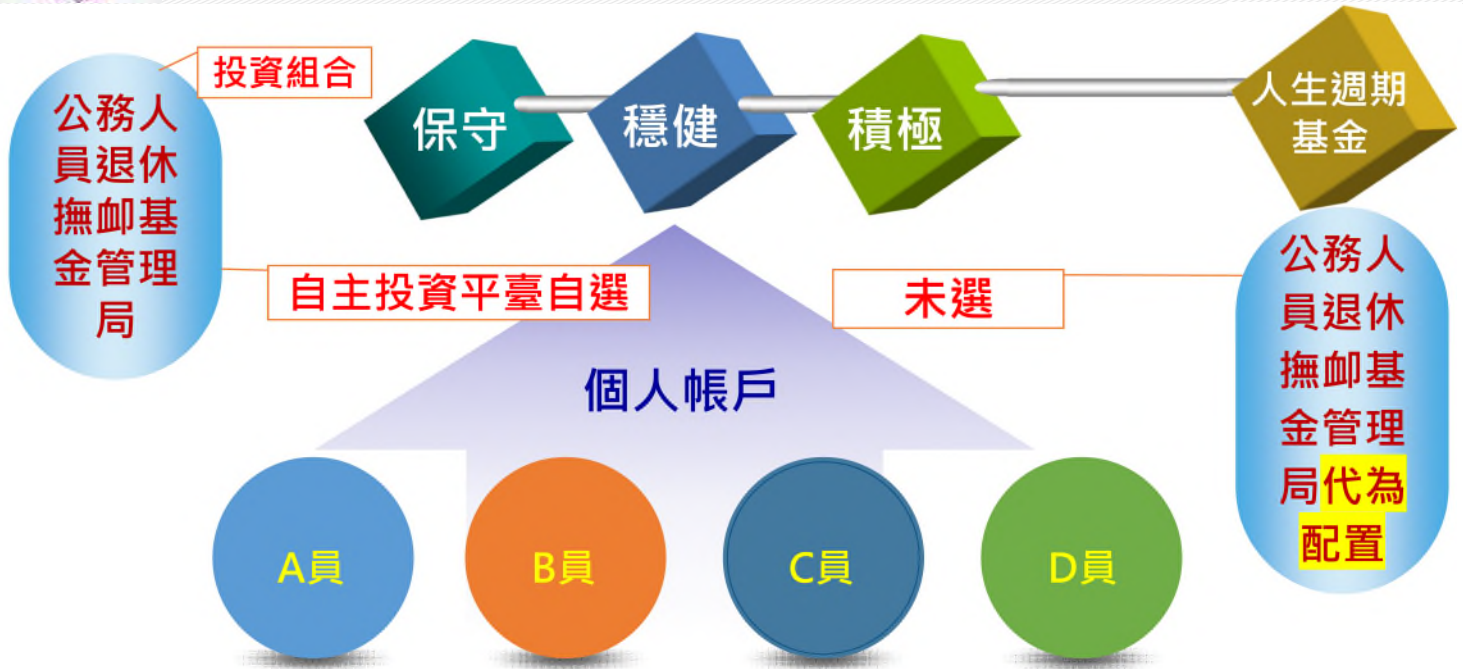 投資組合
公務人
員退休
撫卹基
金管理
局
保守
穩健
積極
人生週期
基金
自主投資平臺自選
未選
公務人
員退休
撫卹基
金管理
局代為
配置
個人帳戶
A員
B員
C員
D員